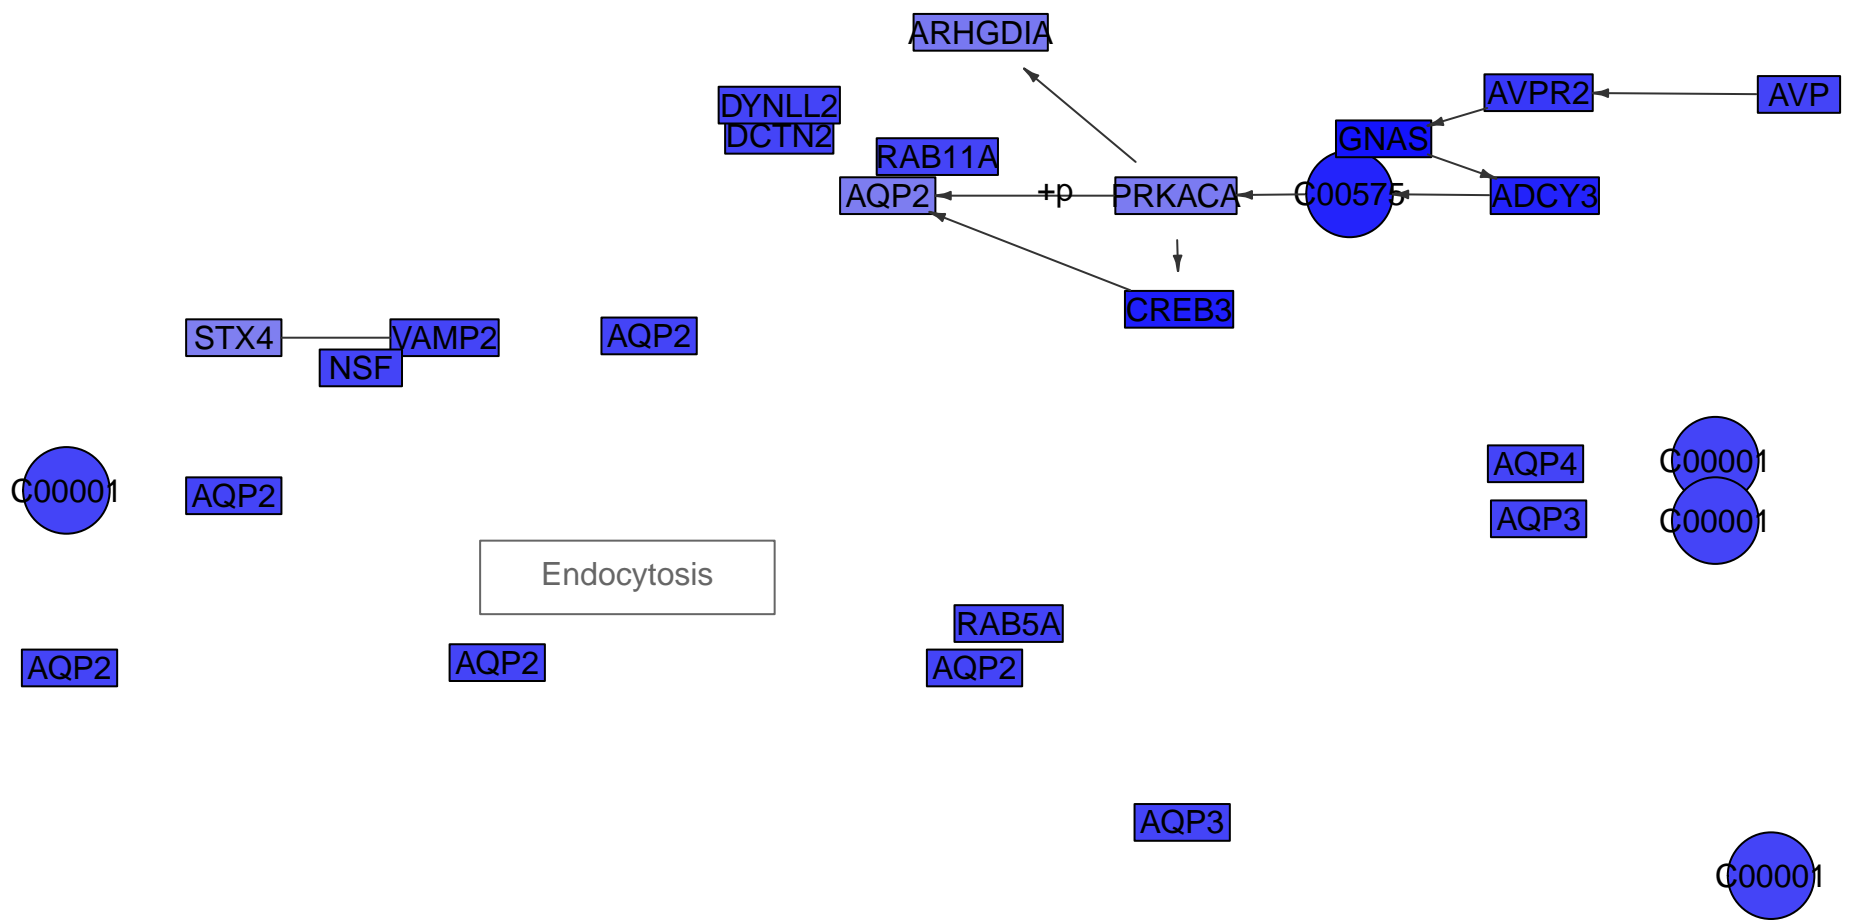 ARHGDIA
DYNLL2
AVPR2
AVP
DCTN2
GNAS
RAB11A
AQP2
+p
PRKACA
C00575
ADCY3
CREB3
STX4
VAMP2
AQP2
NSF
C00001
AQP2
AQP4
C00001
AQP3
C00001
Endocytosis
RAB5A
AQP2
AQP2
AQP2
AQP3
C00001